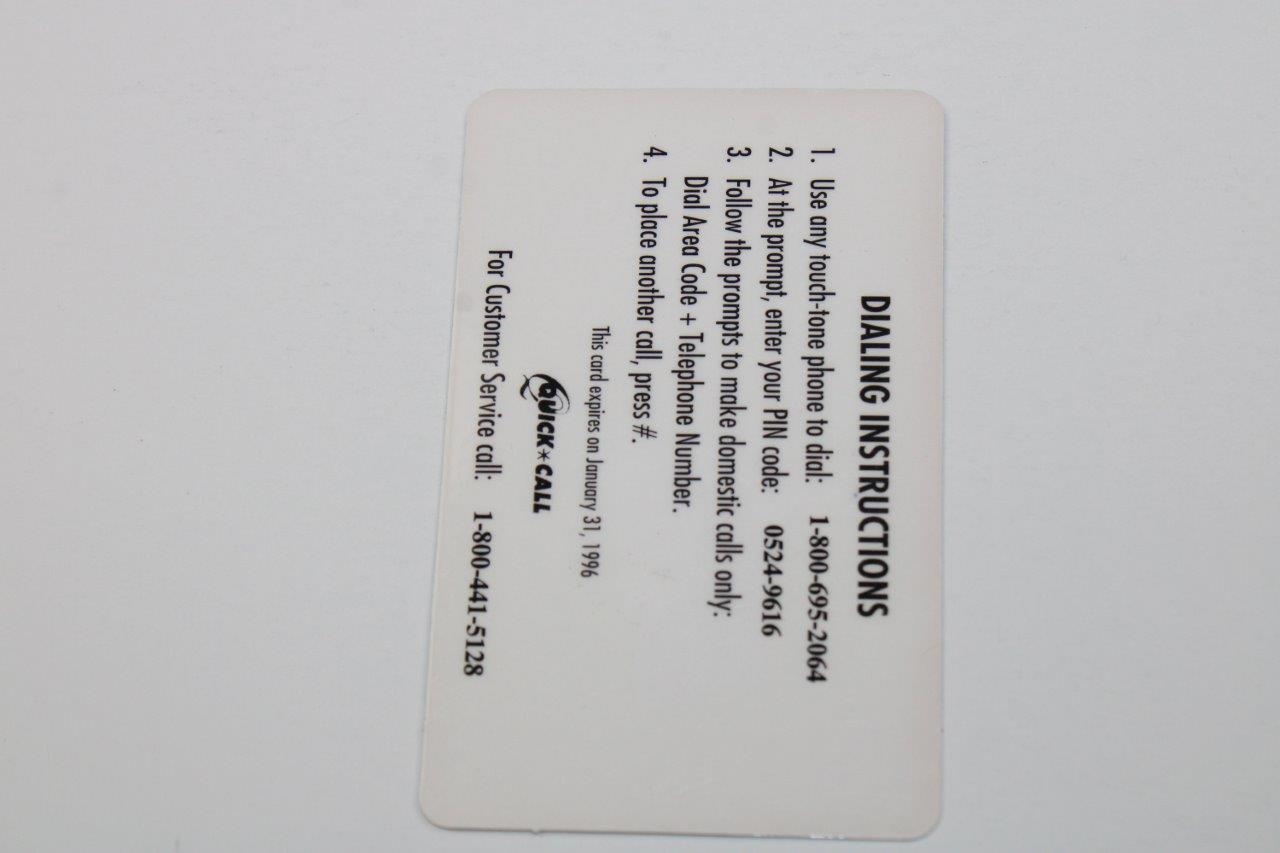 DIALING INSTRUCTIONS
1. Use any touch-tone phone to dial: 1-800-695-2064
2. At the prompt, enter your PIN code: 0524-9616
3. Follow the prompts to make domestic calls only:
Dial Area Code + Telephone Number.
4. To place another call, press #.
This card expires on January 31, 1996
QUICK*CALL
For Customer Service call: 1-800-441-5128